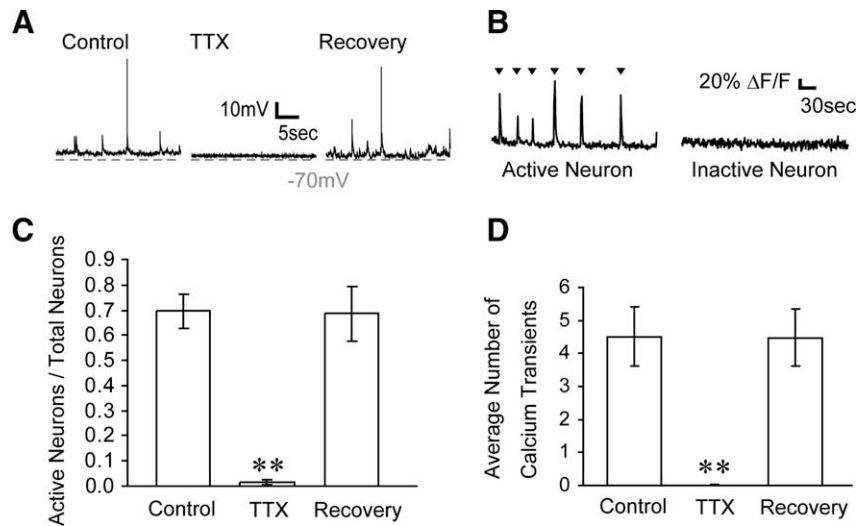 A
Control TTX Recovery
10mV
5sec
-70mV
B
20% ΔF/F
30sec
Active Neuron Inactive Neuron
C
Active Neurons / Total Neurons
0.9
0.8
0.7
0.6
0.5
0.4
0.3
0.2
0.1
0.0
**
Control TTX Recovery
D
Average Number of
Calcium Transients
6
5
4
3
2
1
0
**
Control TTX Recovery